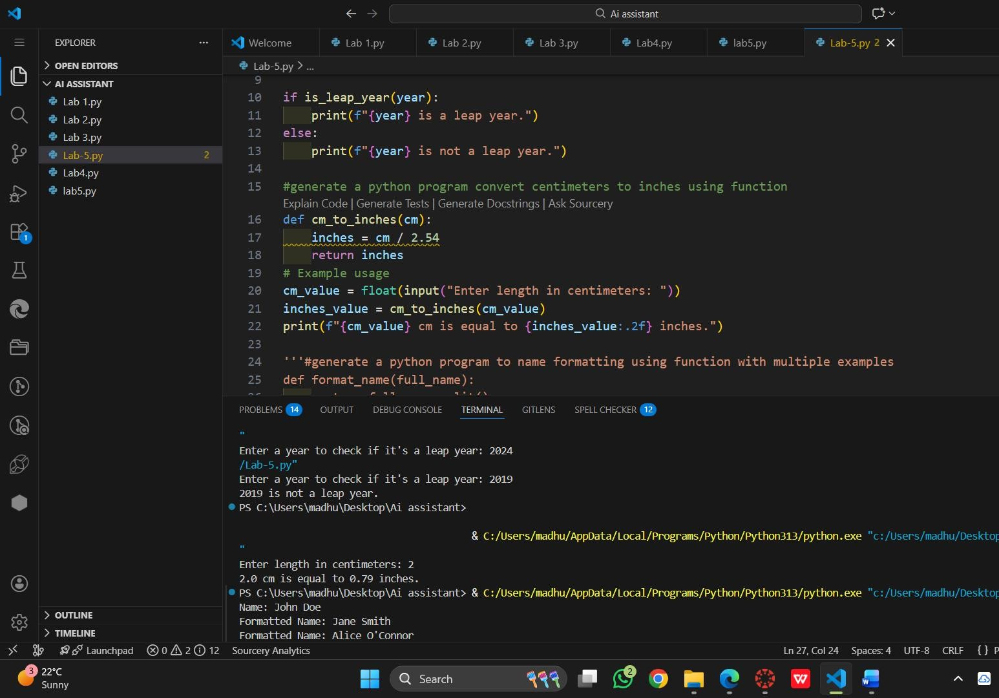 Ai assistant
EXPLORER
OPEN EDITORS
AI ASSISTANT
Lab 1.py
Lab 2.py
Lab 3.py
Lab-5.py 2
Lab4.py
lab5.py
OUTLINE
TIMELINE
Welcome Lab 1.py Lab 2.py Lab 3.py Lab4.py lab5.py Lab-5.py 2
Lab-5.py > ...
9
10 if is_leap_year(year):
11 print(f"{year} is a leap year.")
12 else:
13 print(f"{year} is not a leap year.")
14
15 #generate a python program convert centimeters to inches using function
Explain Code | Generate Tests | Generate Docstrings | Ask Sourcery
16 def cm_to_inches(cm):
17 inches = cm / 2.54
18 return inches
19 # Example usage
20 cm_value = float(input("Enter length in centimeters: "))
21 inches_value = cm_to_inches(cm_value)
22 print(f"{cm_value} cm is equal to {inches_value:.2f} inches.")
23
24 '''#generate a python program to name formatting using function with multiple examples
25 def format_name(full_name):
PROBLEMS 14 OUTPUT DEBUG CONSOLE TERMINAL GITLENS SPELL CHECKER 12
"
Enter a year to check if it's a leap year: 2024
/Lab-5.py"
Enter a year to check if it's a leap year: 2019
2019 is not a leap year.
PS C:\Users\madhu\Desktop\Ai assistant>
& C:/Users/madhu/AppData/Local/Programs/Python/Python313/python.exe "c:/Users/madhu/Desktop
"
Enter length in centimeters: 2
2.0 cm is equal to 0.79 inches.
PS C:\Users\madhu\Desktop\Ai assistant> & C:/Users/madhu/AppData/Local/Programs/Python/Python313/python.exe "c:/Users/madhu/Desktop
Name: John Doe
Formatted Name: Jane Smith
Formatted Name: Alice O'Connor
1
Launchpad 0 2 12 Sourcery Analytics Ln 27, Col 24 Spaces: 4 UTF-8 CRLF { } P
3
22°C
Sunny
Search
2
W
W